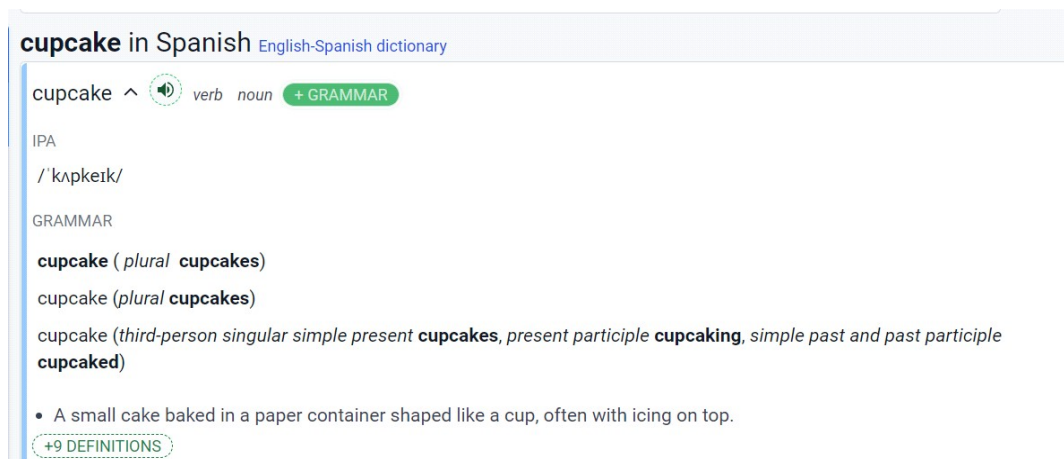 cupcake in Spanish English-Spanish dictionary
cupcake verb noun + GRAMMAR
IPA
/ˈkʌpkeɪk/
GRAMMAR
cupcake ( plural cupcakes)
cupcake (plural cupcakes)
cupcake (third-person singular simple present cupcakes, present participle cupcaking, simple past and past participle
cupcaked)
• A small cake baked in a paper container shaped like a cup, often with icing on top.
+9 DEFINITIONS